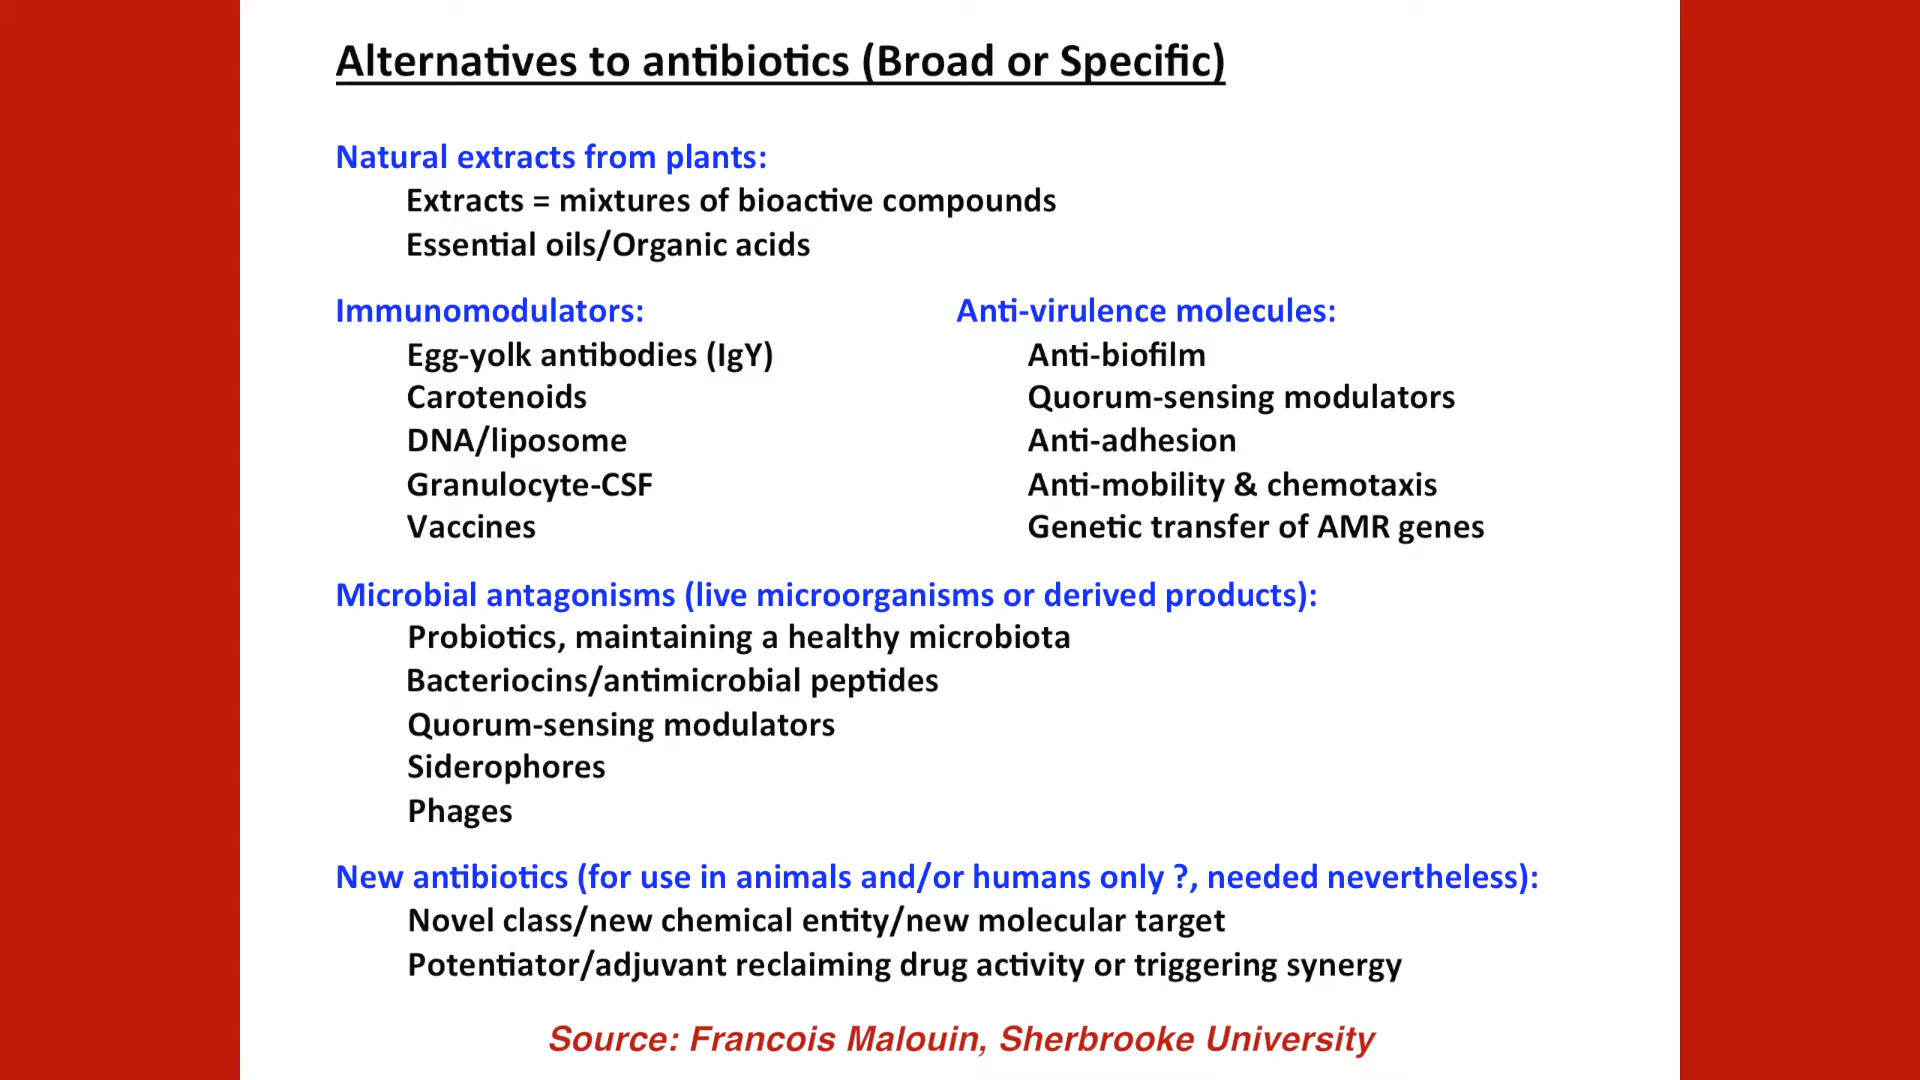 Alternatives to antibiotics (Broad or Specific)
Natural extracts from plants:
Extracts = mixtures of bioactive compounds
Essential oils/Organic acids
Immunomodulators:
Egg-yolk antibodies (IgY)
Carotenoids
DNA/liposome
Granulocyte-CSF
Vaccines
Anti-virulence molecules:
Anti-biofilm
Quorum-sensing modulators
Anti-adhesion
Anti-mobility & chemotaxis
Genetic transfer of AMR genes
Microbial antagonisms (live microorganisms or derived products):
Probiotics, maintaining a healthy microbiota
Bacteriocins/antimicrobial peptides
Quorum-sensing modulators
Siderophores
Phages
New antibiotics (for use in animals and/or humans only ?, needed nevertheless):
Novel class/new chemical entity/new molecular target
Potentiator/adjuvant reclaiming drug activity or triggering synergy
Source: Francois Malouin, Sherbrooke University